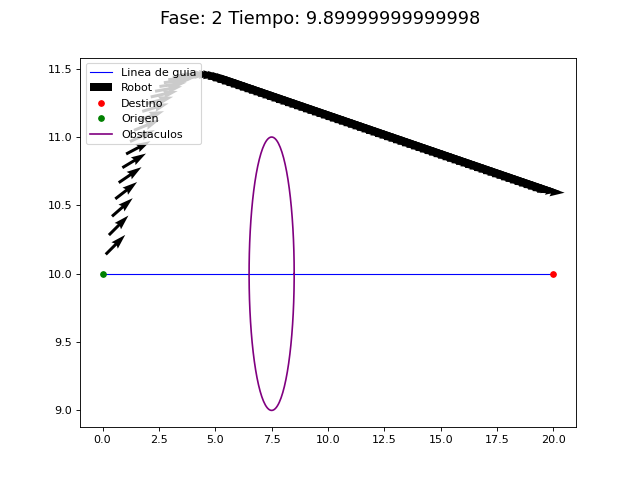 Fase: 2 Tiempo: 9.89999999999998
11.5
11.0
10.5
10.0
9.5
9.0
Linea de guia
Robot
Destino
Origen
Obstaculos
0.0 2.5 5.0 7.5 10.0 12.5 15.0 17.5 20.0